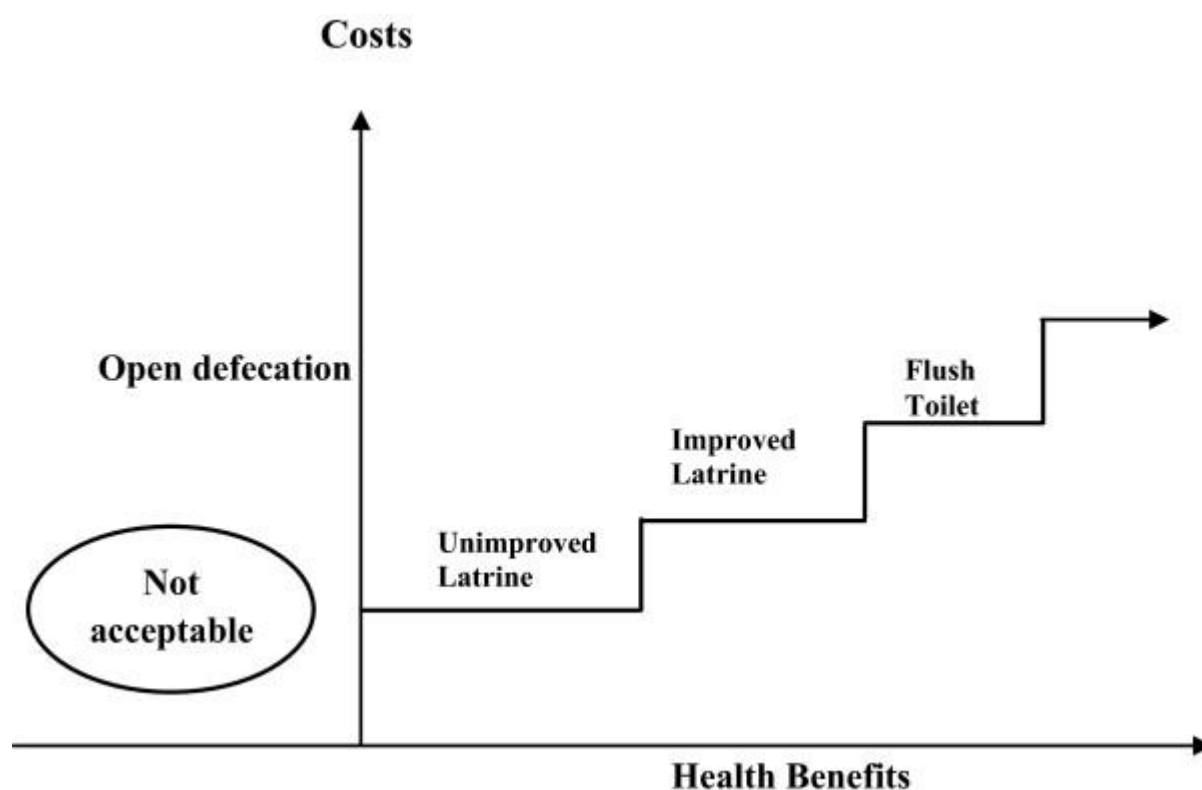 Costs
Open defecation
Flush
Toilet
Improved
Latrine
Unimproved
Latrine
Not
acceptable
Health Benefits